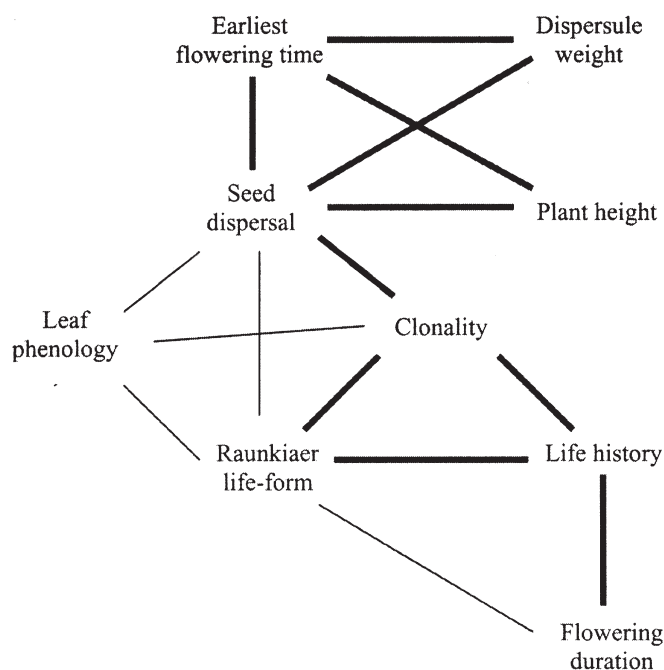 Earliest
flowering time
Dispersule
weight
Seed
dispersal
Plant height
Leaf
phenology
Clonality
Raunkiaer
life-form
Life history
Flowering
duration